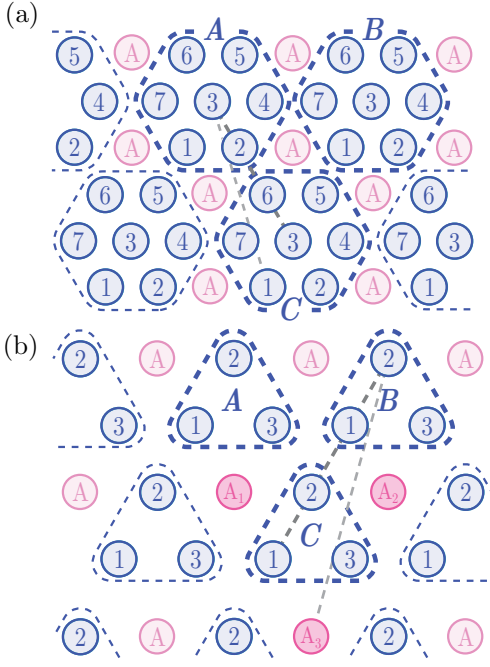 (a)
A B
5 A 6 5 A 6 5 A
4 7 3 4 7 3 4
2 A 1 2 A 1 2 A
6 5 A 6 5 A 6
7 3 4 7 3 4 7 3
1 2 A 1 2 A 1
C
(b)
2 A 2 A 2 A
A B
3 1 3 1 3
A 2 A₁ 2 A₂ 2
C
1 3 1 3 1
2 A 2 A₃ 2 A